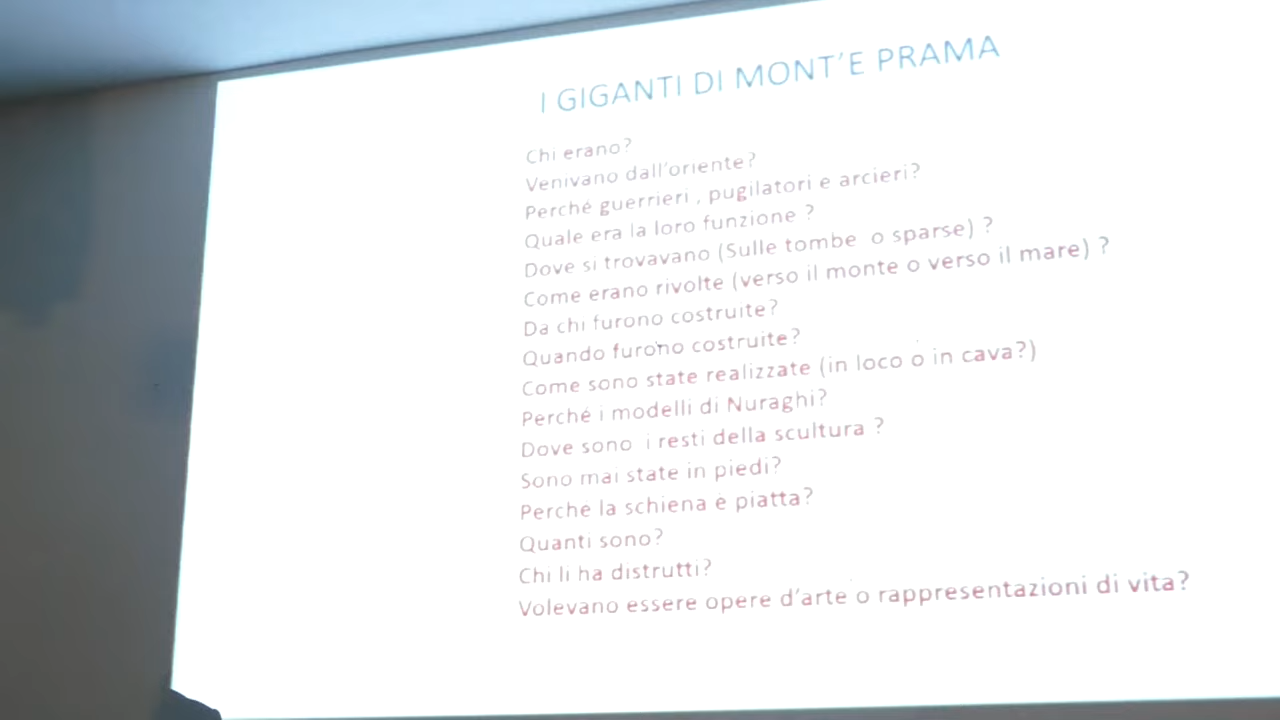 I GIGANTI DI MONT'E PRAMA
Chi erano?
Venivano dall'oriente?
Perché guerrieri , pugilatori e arcieri?
Quale era la loro funzione ?
Dove si trovavano (Sulle tombe o sparse) ?
Come erano rivolte (verso il monte o verso il mare) ?
Da chi furono costruite?
Quando furono costruite?
Come sono state realizzate (in loco o in cava?)
Perché i modelli di Nuraghi?
Dove sono i resti della scultura ?
Sono mai state in piedi?
Perchè la schiena è piatta?
Quanti sono?
Chi li ha distrutti?
Volevano essere opere d'arte o rappresentazioni di vita?